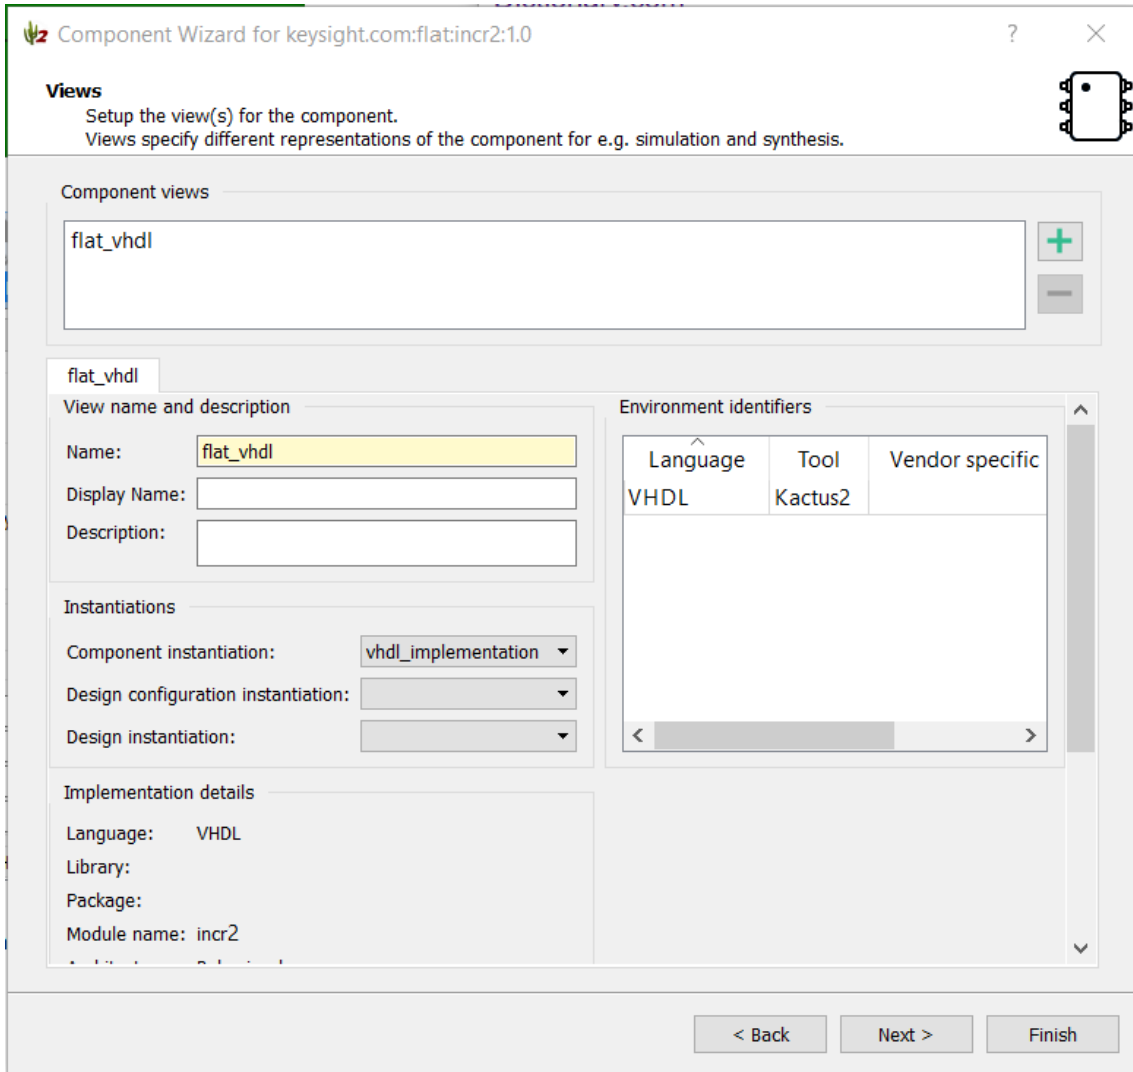 Component Wizard for keysight.com:flat:incr2:1.0
?
Views
Setup the view(s) for the component.
Views specify different representations of the component for e.g. simulation and synthesis.
Component views
flat_vhdl
flat_vhdl
View name and description
Name: flat_vhdl
Display Name:
Description:
Instantiations
Component instantiation: vhdl_implementation
Design configuration instantiation:
Design instantiation:
Implementation details
Language: VHDL
Library:
Package:
Module name: incr2
Environment identifiers
Language Tool Vendor specific
VHDL Kactus2
< Back Next > Finish